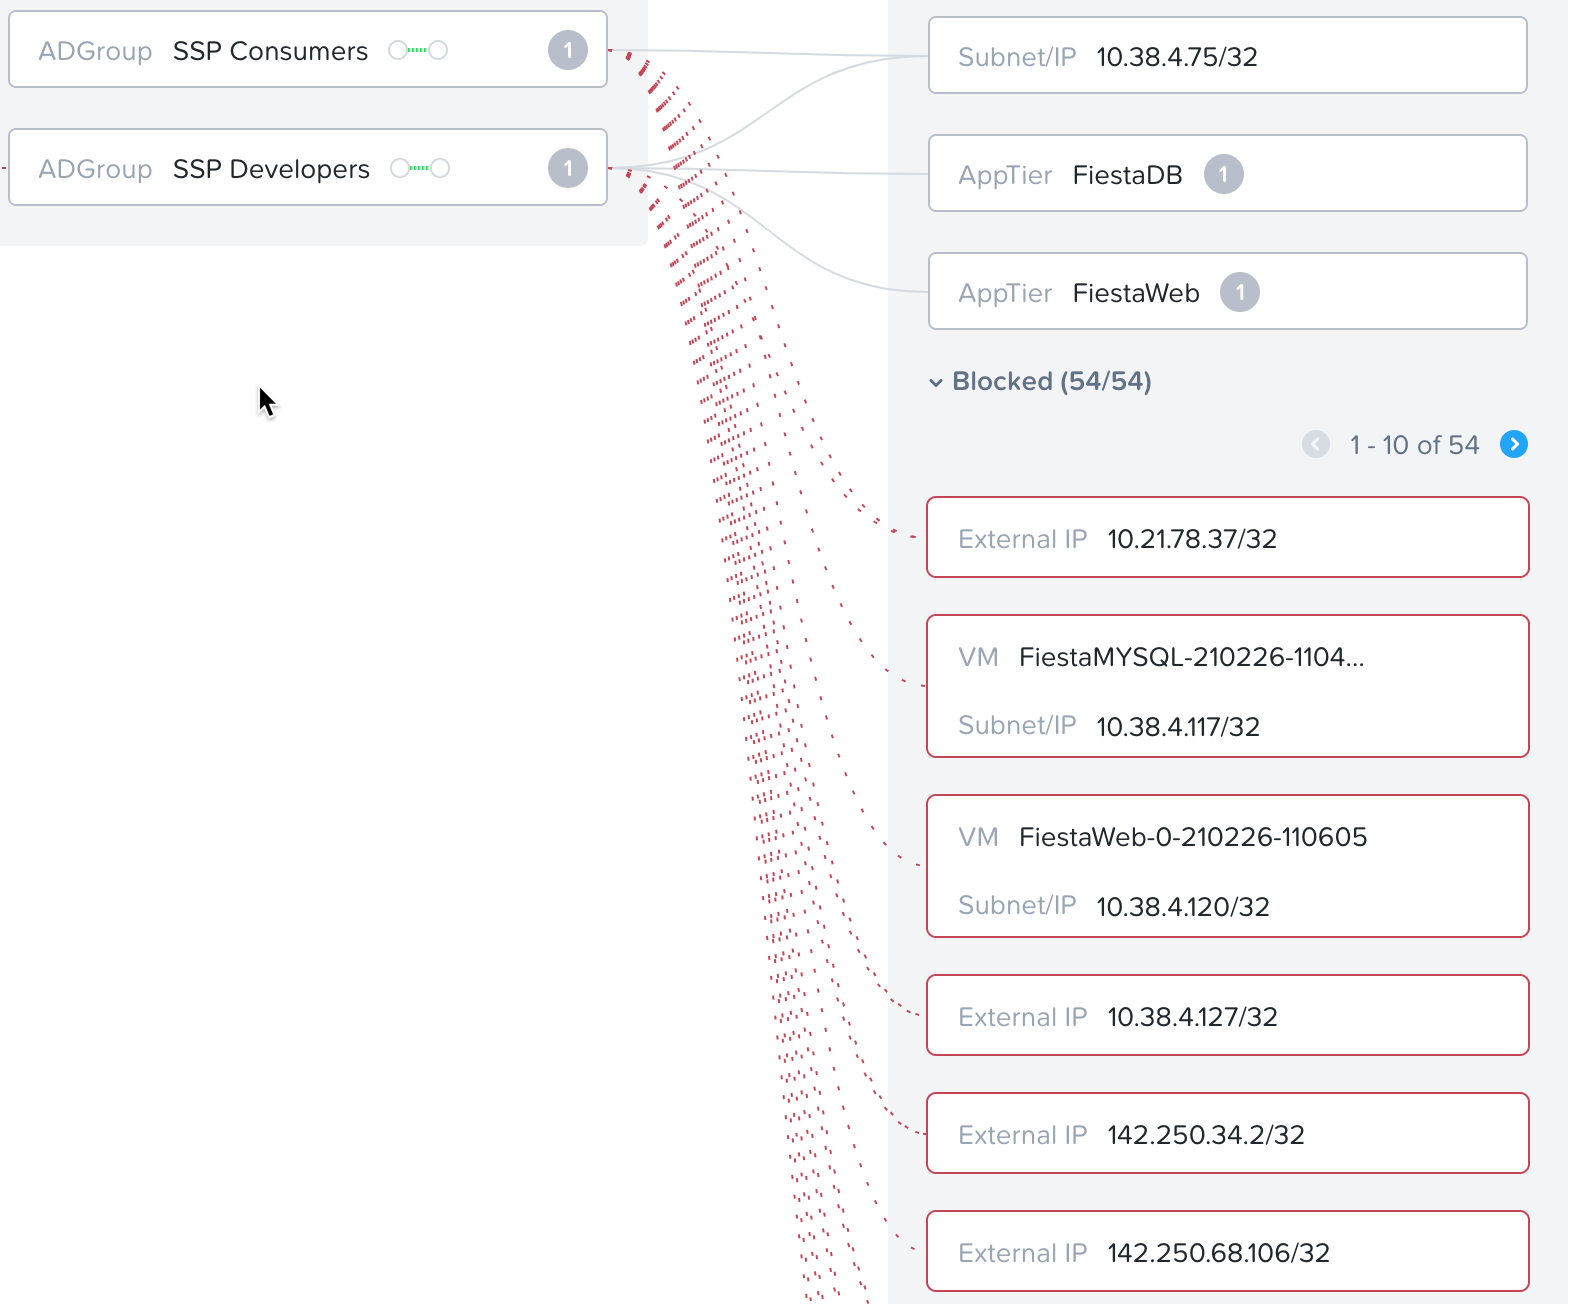 ADGroup SSP Consumers 1
ADGroup SSP Developers 1
Subnet/IP 10.38.4.75/32
AppTier FiestaDB 1
AppTier FiestaWeb 1
Blocked (54/54)
1 - 10 of 54
External IP 10.21.78.37/32
VM FiestaMYSQL-210226-1104...
Subnet/IP 10.38.4.117/32
VM FiestaWeb-0-210226-110605
Subnet/IP 10.38.4.120/32
External IP 10.38.4.127/32
External IP 142.250.34.2/32
External IP 142.250.68.106/32